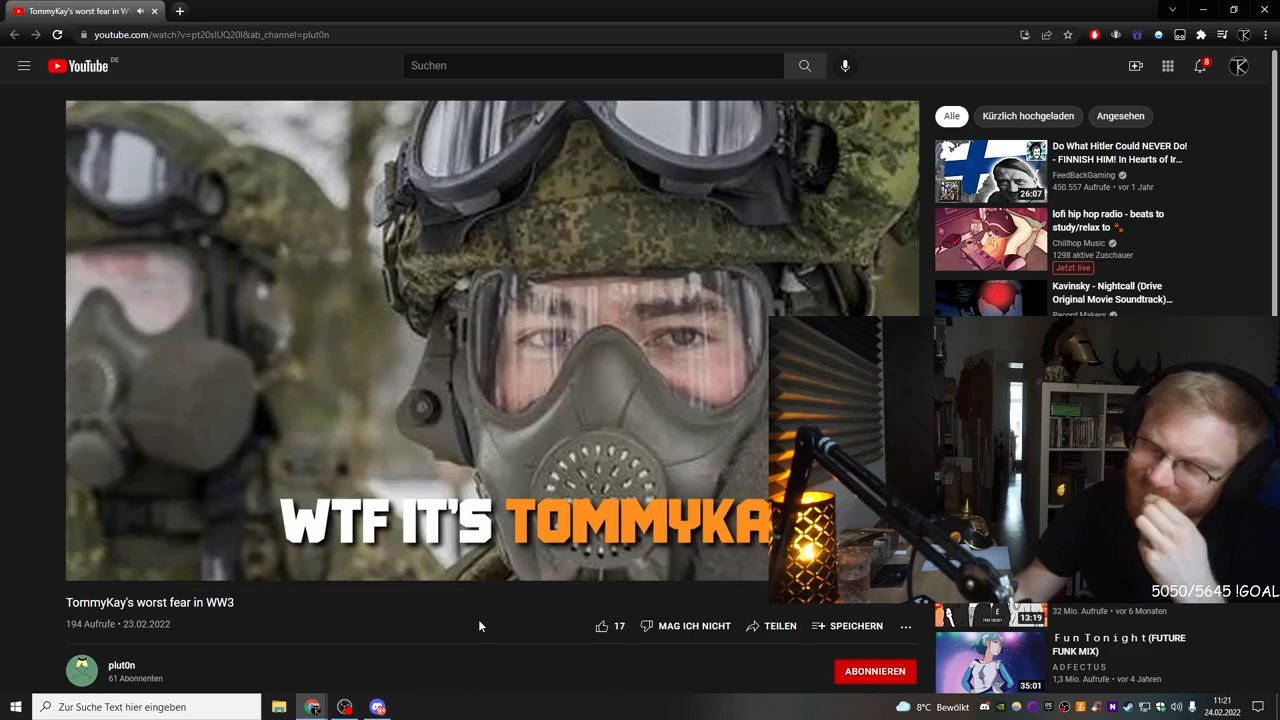 TommyKay's worst fear in WW
youtube.com/watch?v=pt20sIUQ20I&ab_channel=plut0n
YouTube DE
Suchen
8
WTF IT'S TOMMYKA
TommyKay's worst fear in WW3
194 Aufrufe • 23.02.2022
17
MAG ICH NICHT
TEILEN
SPEICHERN
plut0n
61 Abonnenten
ABONNIEREN
Alle
Kürzlich hochgeladen
Angesehen
Do What Hitler Could NEVER Do!
- FINNISH HIM! In Hearts of Ir...
FeedBackGaming
450.557 Aufrufe • vor 1 Jahr
26:07
lofi hip hop radio - beats to
study/relax to
Chillhop Music
1298 aktive Zuschauer
Jetzt live
Kavinsky - Nightcall (Drive
Original Movie Soundtrack)...
Record Makers
5050/5645 !GOAL
32 Mio. Aufrufe • vor 6 Monaten
13:19
F u n T o n i g h t (FUTURE
FUNK MIX)
A D F E C T U S
1,3 Mio. Aufrufe • vor 4 Jahren
35:01
Zur Suche Text hier eingeben
8°C Bewölkt
11:21
24.02.2022